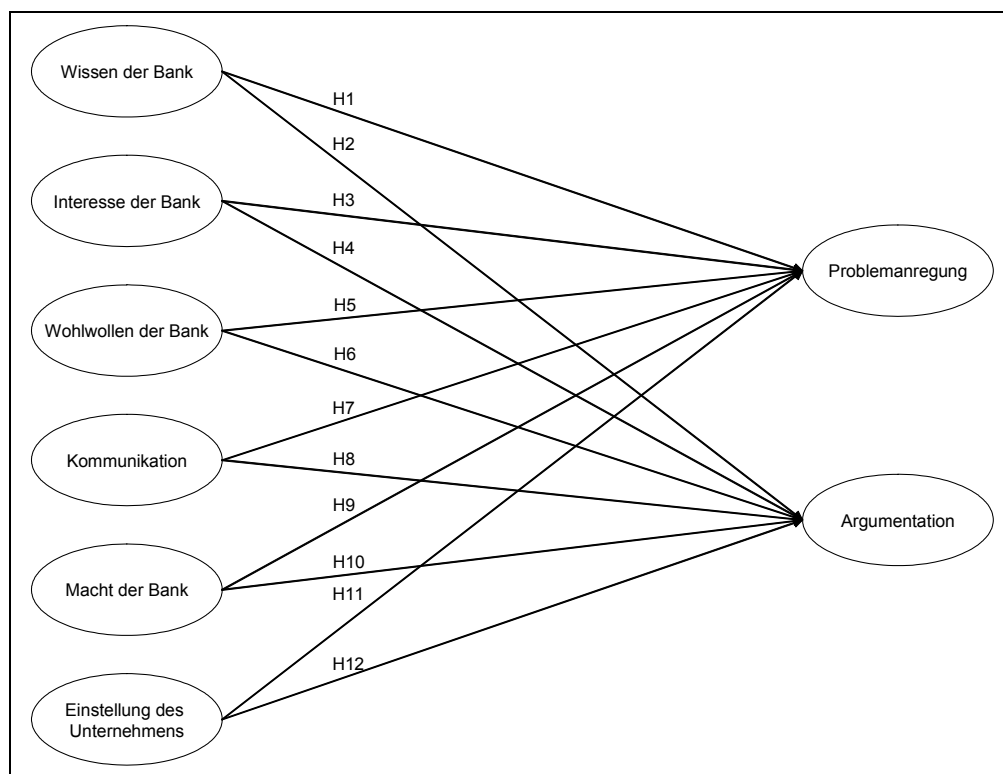 Wissen der Bank
H1
H2
Interesse der Bank
H3
H4
Problemanregung
Wohlwollen der Bank
H5
H6
H7
Kommunikation
H8
H9
Argumentation
Macht der Bank
H10
H11
H12
Einstellung des
Unternehmens